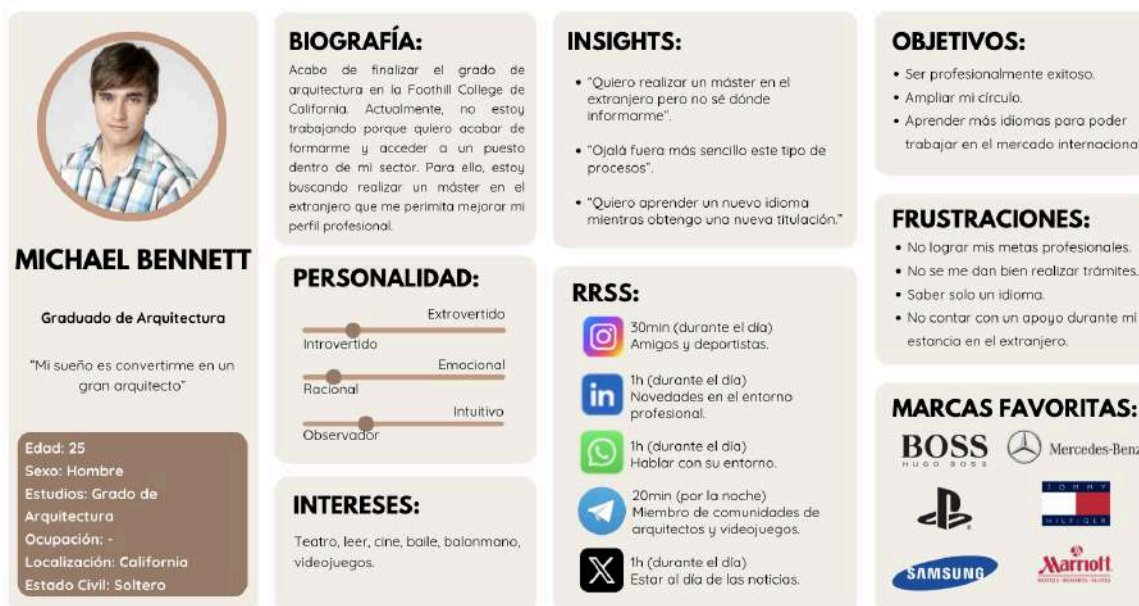 MICHAEL BENNETT
Graduado de Arquitectura
"Mi sueño es convertirme en un
gran arquitecto"
Edad: 25
Sexo: Hombre
Estudios: Grado de
Arquitectura
Ocupación: -
Localización: California
Estado Civil: Soltero
BIOGRAFÍA:
Acabo de finalizar el grado de
arquitectura en la Foothill College de
California. Actualmente, no estoy
trabajando porque quiero acabar de
formarme y acceder a un puesto
dentro de mi sector. Para ello, estoy
buscando realizar un máster en el
extranjero que me perimita mejorar mi
perfil profesional.
PERSONALIDAD:
Extrovertido
Introvertido
Emocional
Racional
Intuitivo
Observador
INTERESES:
Teatro, leer, cine, baile, balonmano,
videojuegos.
INSIGHTS:
• "Quiero realizar un máster en el
extranjero pero no sé dónde
informarme".
• "Ojalá fuera más sencillo este tipo de
procesos".
• "Quiero aprender un nuevo idioma
mientras obtengo una nueva titulación."
RRSS:
30min (durante el día)
Amigos y deportistas.
in
1h (durante el día)
Novedades en el entorno
profesional.
1h (durante el día)
Hablar con su entorno.
20min (por la noche)
Miembro de comunidades de
arquitectos y videojuegos.
X
1h (durante el día)
Estar al día de las noticias.
OBJETIVOS:
• Ser profesionalmente exitoso.
• Ampliar mi círculo.
• Aprender más idiomas para poder
trabajar en el mercado internacional
FRUSTRACIONES:
• No lograr mis metas profesionales.
• No se me dan bien realizar trámites.
• Saber solo un idioma.
• No contar con un apoyo durante mi
estancia en el extranjero.
MARCAS FAVORITAS:
BOSS
HUGO BOSS
Mercedes-Benz
TOMMY
HILFIGER
SAMSUNG
Marriott
HOTELS·RESORTS·SUITES